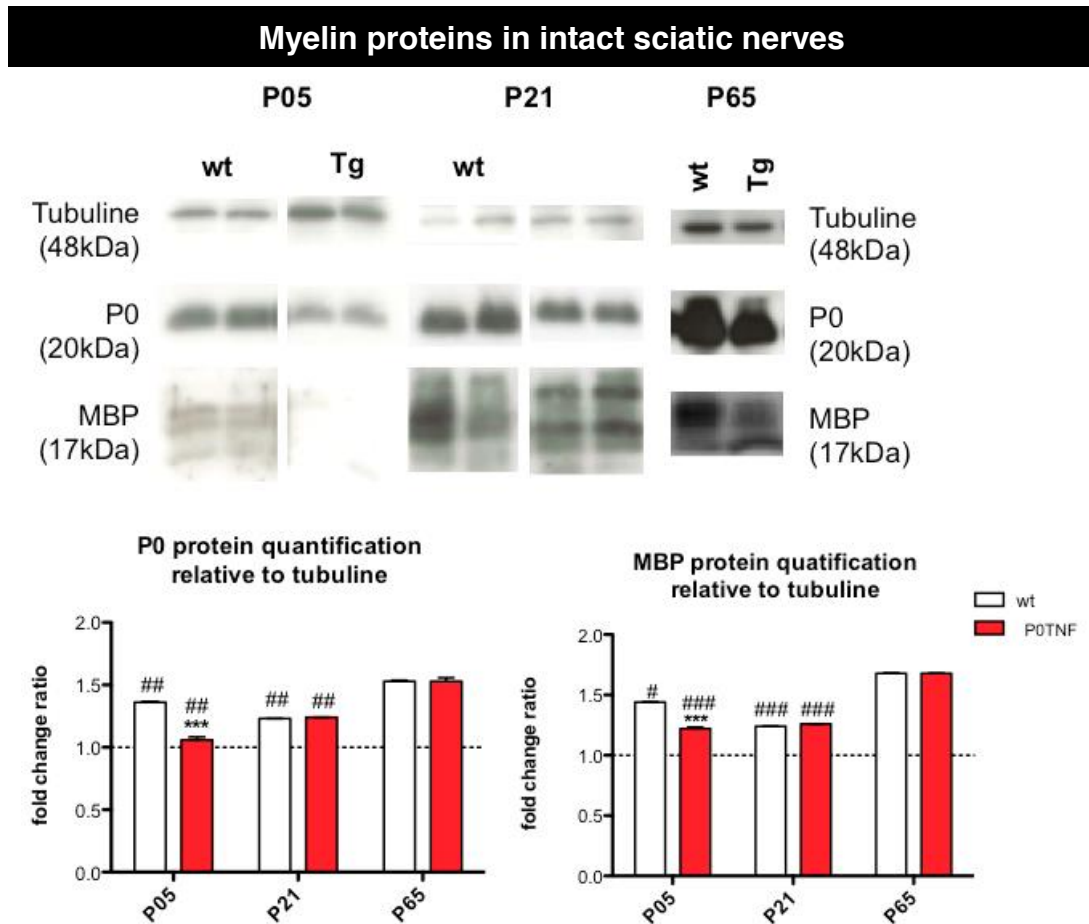 Myelin proteins in intact sciatic nerves
P05 P21 P65
wt Tg wt wt Tg
Tubuline
(48kDa)
Tubuline
(48kDa)
P0
(20kDa)
P0
(20kDa)
MBP
(17kDa)
MBP
(17kDa)
P0 protein quantification
relative to tubuline
fold change ratio
2.0
1.5
1.0
0.5
0.0
##
##
***
##
##
P05 P21 P65
MBP protein quatification
relative to tubuline
fold change ratio
2.0
1.5
1.0
0.5
0.0
#
###
***
###
###
P05 P21 P65
wt
P0TNF